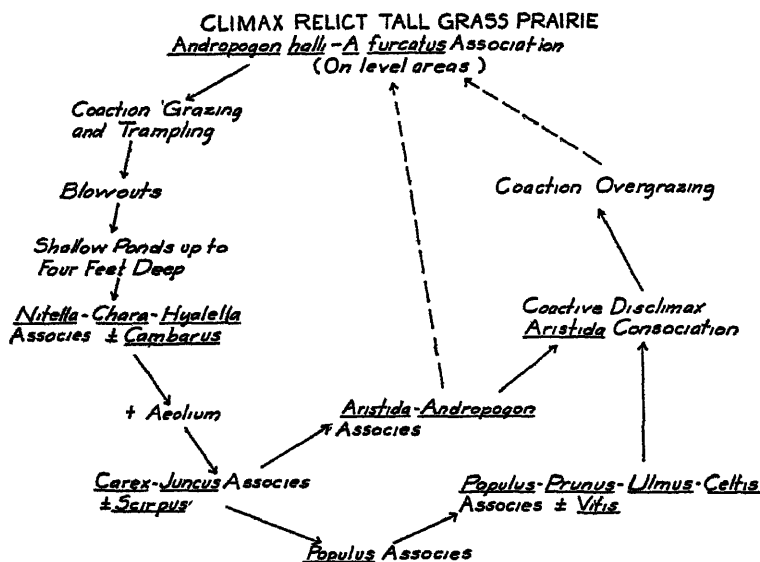 CLIMAX RELICT TALL GRASS PRAIRIE
Andropogon halli-A furcatus Association
(On level areas)
Coaction Grazing
and Trampling
Blowouts
Shallow Ponds up to
Four Feet Deep
Nitella-Chara-Hyalella
Associes ± Cambarus
+ Aeolium
Carex-Juncus Associes
± Scirpus
Populus Associes
Aristida-Andropogon
Associes
Populus-Prunus-Ulmus-Celtis
Associes ± Vitis
Coactive Disclimax
Aristida Consociation
Coaction Overgrazing